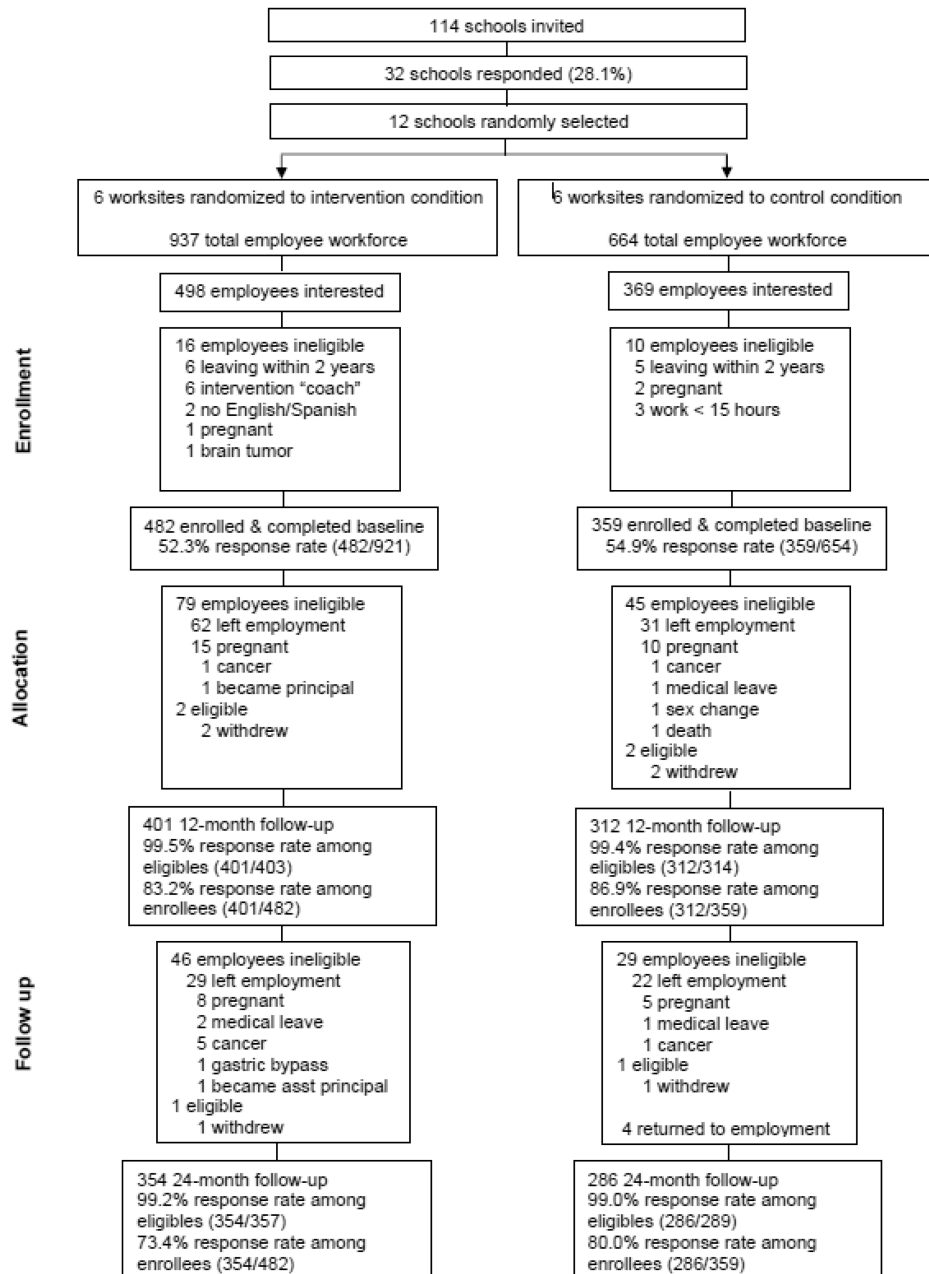 114 schools invited
32 schools responded (28.1%)
12 schools randomly selected
6 worksites randomized to intervention condition
937 total employee workforce
6 worksites randomized to control condition
664 total employee workforce
498 employees interested
369 employees interested
Enrollment
16 employees ineligible
6 leaving within 2 years
6 intervention “coach”
2 no English/Spanish
1 pregnant
1 brain tumor
10 employees ineligible
5 leaving within 2 years
2 pregnant
3 work < 15 hours
482 enrolled & completed baseline
52.3% response rate (482/921)
359 enrolled & completed baseline
54.9% response rate (359/654)
Allocation
79 employees ineligible
62 left employment
15 pregnant
1 cancer
1 became principal
2 eligible
2 withdrew
45 employees ineligible
31 left employment
10 pregnant
1 cancer
1 medical leave
1 sex change
1 death
2 eligible
2 withdrew
401 12-month follow-up
99.5% response rate among
eligibles (401/403)
83.2% response rate among
enrollees (401/482)
312 12-month follow-up
99.4% response rate among
eligibles (312/314)
86.9% response rate among
enrollees (312/359)
Follow up
46 employees ineligible
29 left employment
8 pregnant
2 medical leave
5 cancer
1 gastric bypass
1 became asst principal
1 eligible
1 withdrew
29 employees ineligible
22 left employment
5 pregnant
1 medical leave
1 cancer
1 eligible
1 withdrew
4 returned to employment
354 24-month follow-up
99.2% response rate among
eligibles (354/357)
73.4% response rate among
enrollees (354/482)
286 24-month follow-up
99.0% response rate among
eligibles (286/289)
80.0% response rate among
enrollees (286/359)